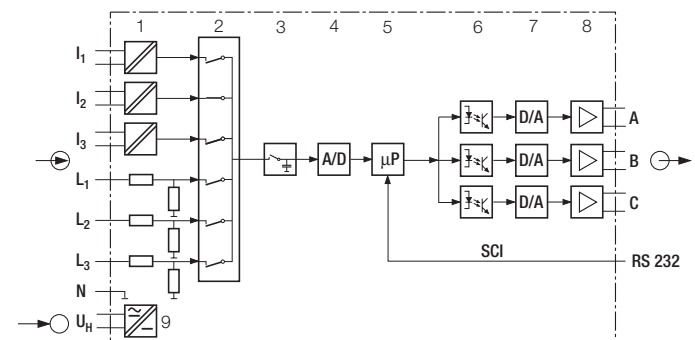 1 2 3 4 5 6 7 8
I₁
I₂
I₃
L₁
L₂
L₃
N
U_H 9
A/D
µP
D/A
A
D/A
B
D/A
C
SCI
RS 232